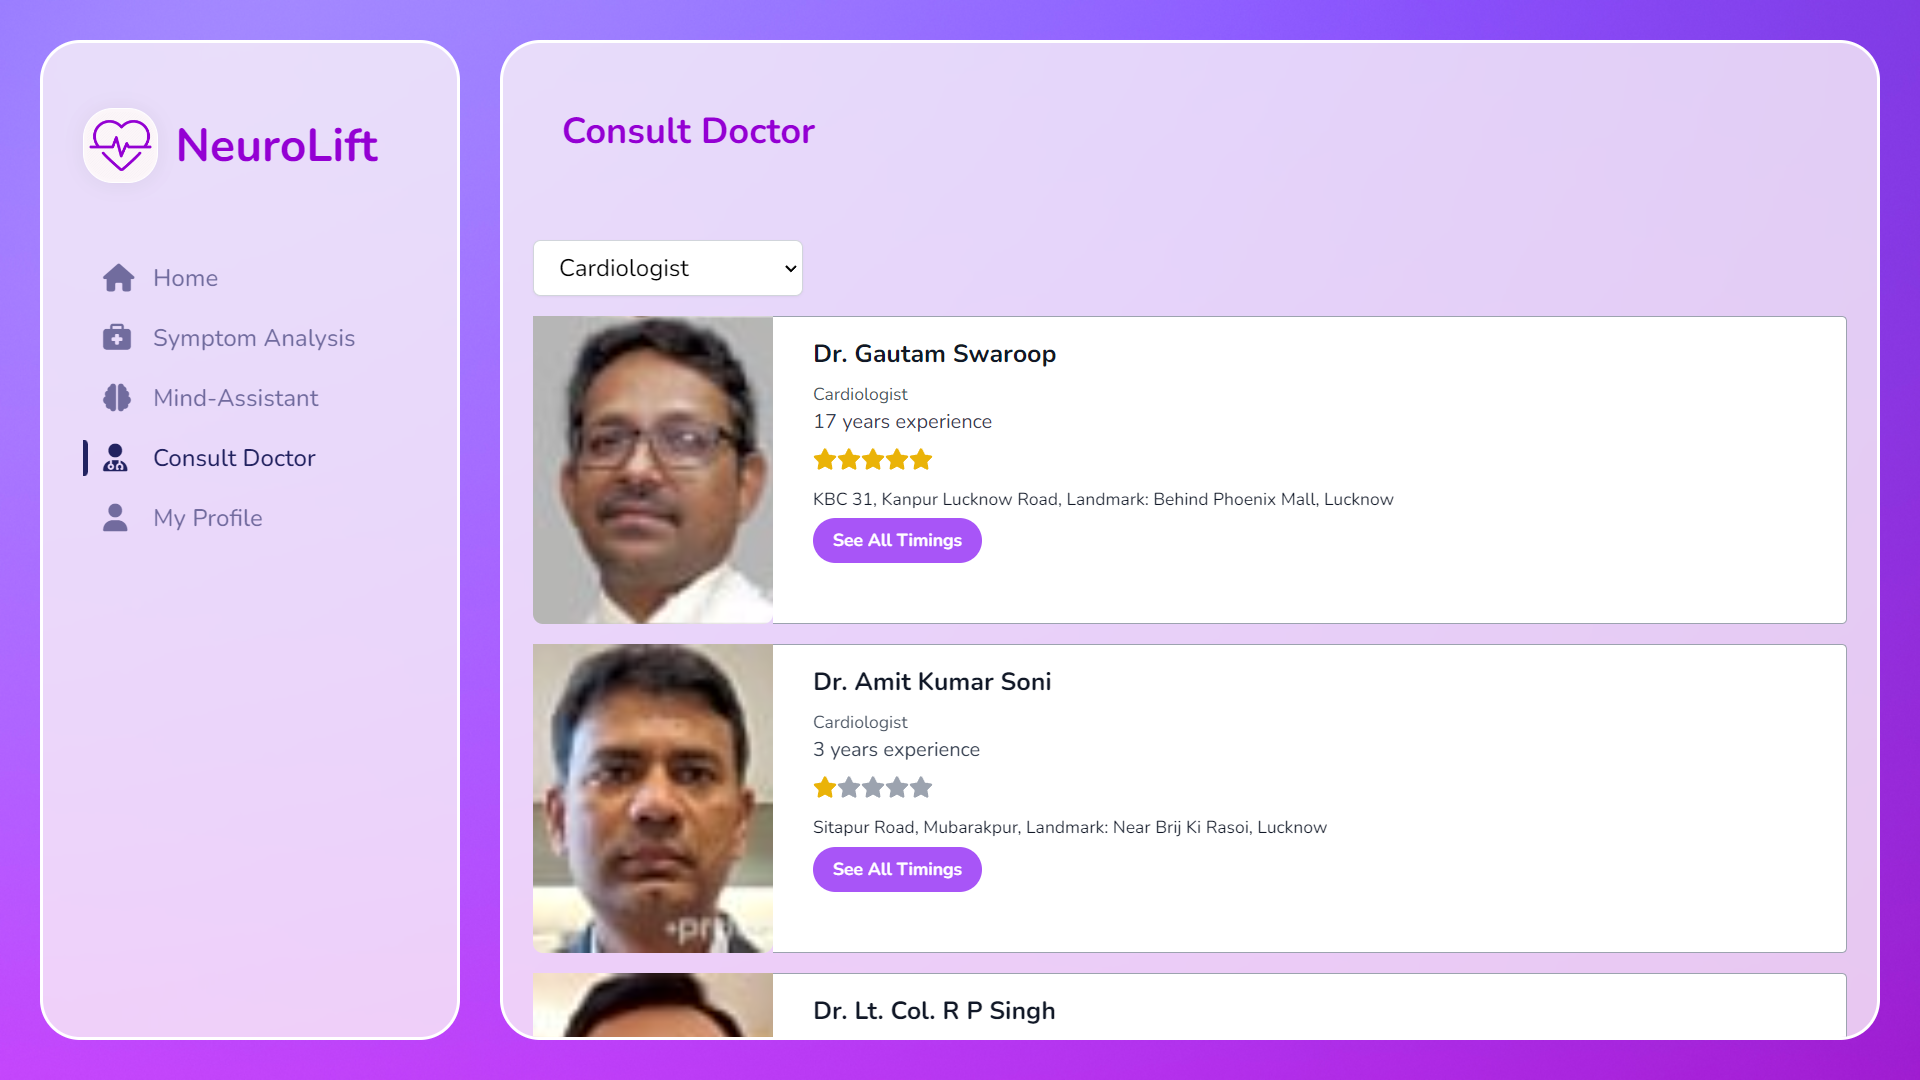 NeuroLift
Home
Symptom Analysis
Mind-Assistant
Consult Doctor
My Profile
Consult Doctor
Cardiologist
Dr. Gautam Swaroop
Cardiologist
17 years experience
KBC 31, Kanpur Lucknow Road, Landmark: Behind Phoenix Mall, Lucknow
See All Timings
Dr. Amit Kumar Soni
Cardiologist
3 years experience
Sitapur Road, Mubarakpur, Landmark: Near Brij Ki Rasoi, Lucknow
See All Timings
Dr. Lt. Col. R P Singh